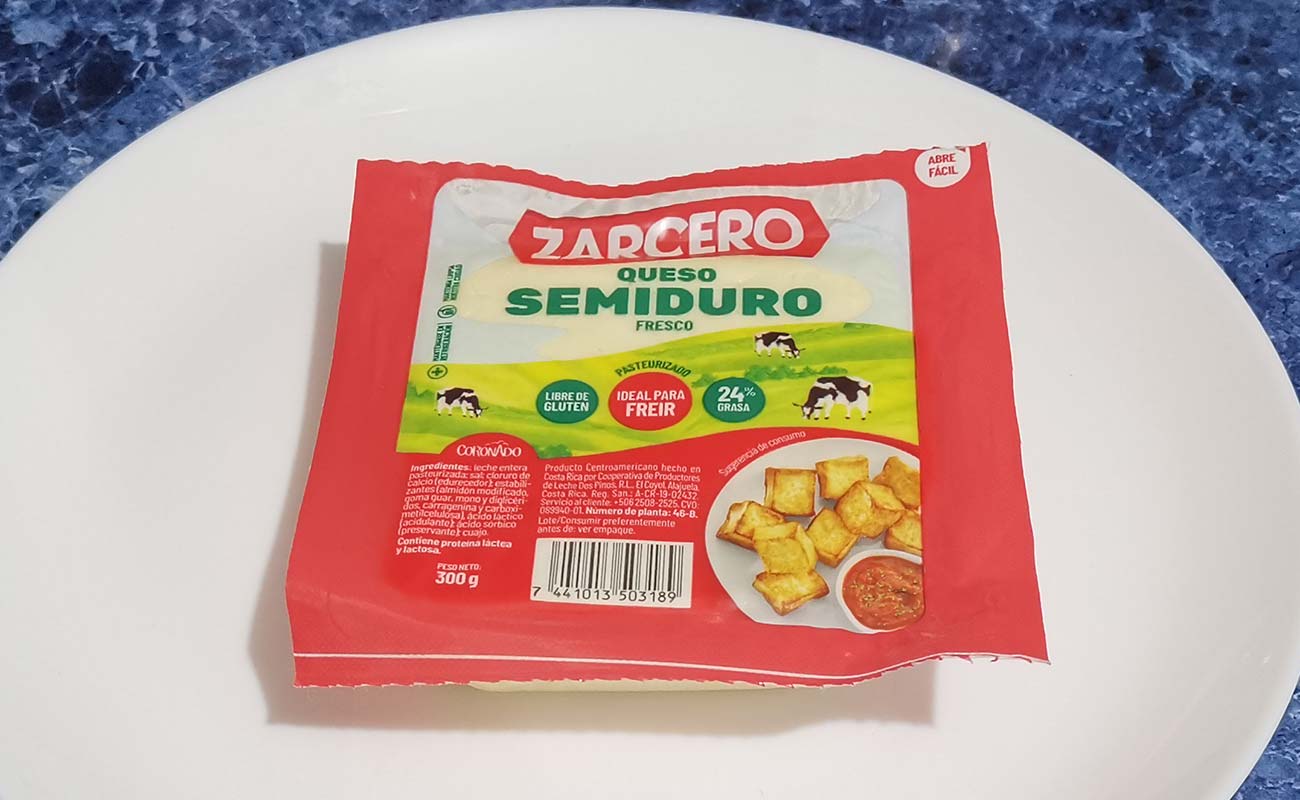 ABRE
FÁCIL
ZARCERO
QUESO
SEMIDURO
FRESCO
MANTÉNGASE EN
REFRIGERACIÓN
PASTEURIZADO
LIBRE DE
GLUTEN
IDEAL PARA
FREIR
24%
GRASA
CORONADO
Ingredientes: leche entera
pasteurizada; sal; cloruro de
calcio (edurecedor); estabili-
zantes (almidón modificado,
goma guar, mono y diglicéri-
dos, carragenina y carboxi-
metilcelulosa), ácido láctico
(acidulante); ácido sórbico
(preservante); cuajo.
Contiene proteína láctea
y lactosa.
PESO NETO:
300 g
Producto Centroamericano hecho en
Costa Rica por Cooperativa de Productores
de Leche Dos Pinos, R.L., El Coyol, Alajuela,
Costa Rica. Reg. San.: A-CR-19-02432.
Servicio al cliente: +506 2508-2525. CVO:
089940-01. Número de planta: 46-B.
Lote/Consumir preferentemente
antes de: ver empaque.
7 441013 503189
Sugerencia de consumo